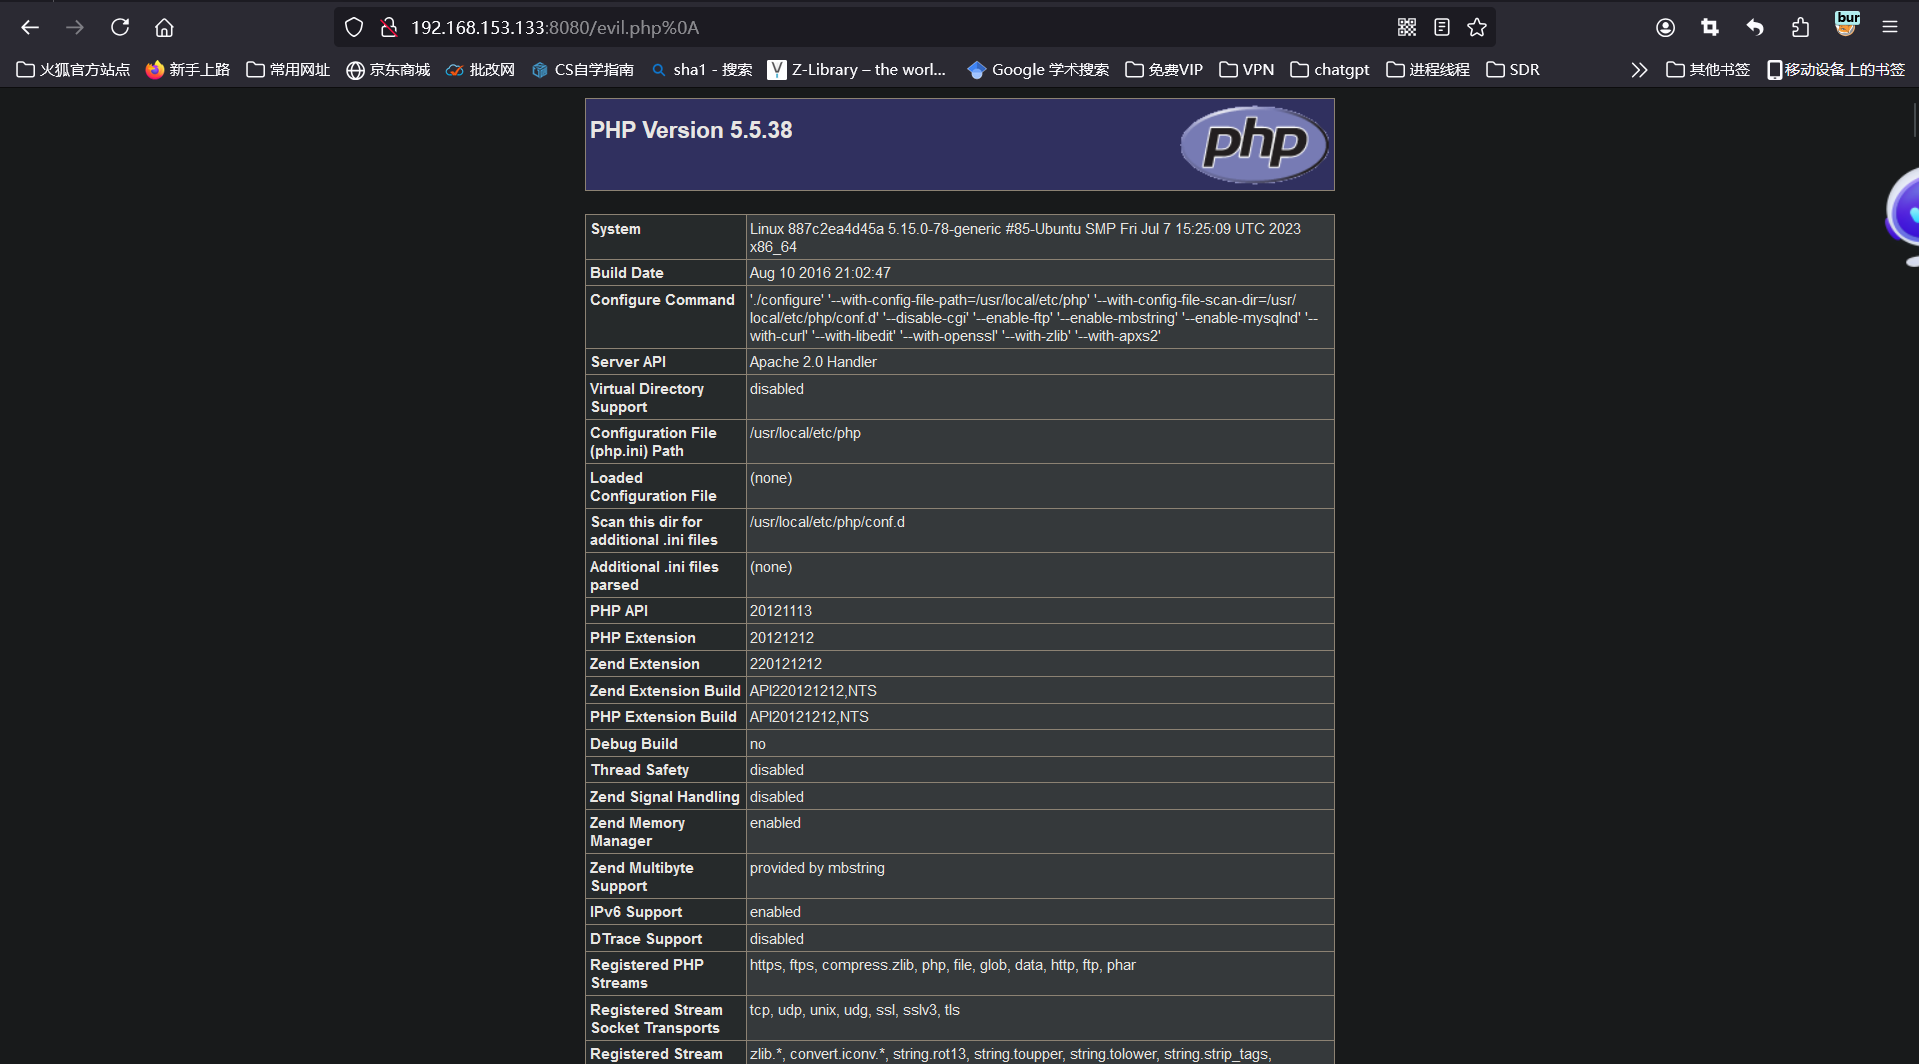 192.168.153.133:8080/evil.php%0A
bur
火狐官方站点 新手上路 常用网址 京东商城 批改网 CS自学指南 sha1 - 搜索 Z-Library – the worl... Google 学术搜索 免费VIP VPN chatgpt 进程线程 SDR 其他书签 移动设备上的书签
PHP Version 5.5.38
php
System
Linux 887c2ea4d45a 5.15.0-78-generic #85-Ubuntu SMP Fri Jul 7 15:25:09 UTC 2023
x86_64
Build Date
Aug 10 2016 21:02:47
Configure Command
'./configure' '--with-config-file-path=/usr/local/etc/php' '--with-config-file-scan-dir=/usr/
local/etc/php/conf.d' '--disable-cgi' '--enable-ftp' '--enable-mbstring' '--enable-mysqlnd' '--
with-curl' '--with-libedit' '--with-openssl' '--with-zlib' '--with-apxs2'
Server API
Apache 2.0 Handler
Virtual Directory
Support
disabled
Configuration File
(php.ini) Path
/usr/local/etc/php
Loaded
Configuration File
(none)
Scan this dir for
additional .ini files
/usr/local/etc/php/conf.d
Additional .ini files
parsed
(none)
PHP API
20121113
PHP Extension
20121212
Zend Extension
220121212
Zend Extension Build
API220121212,NTS
PHP Extension Build
API20121212,NTS
Debug Build
no
Thread Safety
disabled
Zend Signal Handling
disabled
Zend Memory
Manager
enabled
Zend Multibyte
Support
provided by mbstring
IPv6 Support
enabled
DTrace Support
disabled
Registered PHP
Streams
https, ftps, compress.zlib, php, file, glob, data, http, ftp, phar
Registered Stream
Socket Transports
tcp, udp, unix, udg, ssl, sslv3, tls
Registered Stream
zlib.*, convert.iconv.*, string.rot13, string.toupper, string.tolower, string.strip_tags,